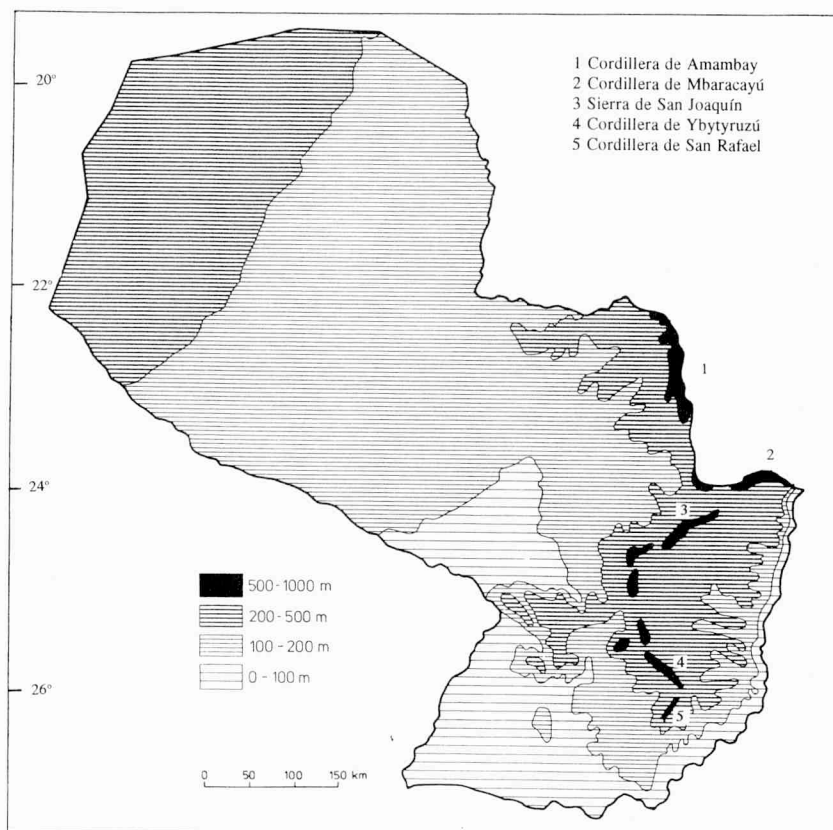 1 Cordillera de Amambay
2 Cordillera de Mbaracayú
3 Sierra de San Joaquín
4 Cordillera de Ybytyruzú
5 Cordillera de San Rafael
20°
22°
1
2
24°
3
500-1000 m
200-500 m
100-200 m
0-100 m
4
26°
5
0 50 100 150 km